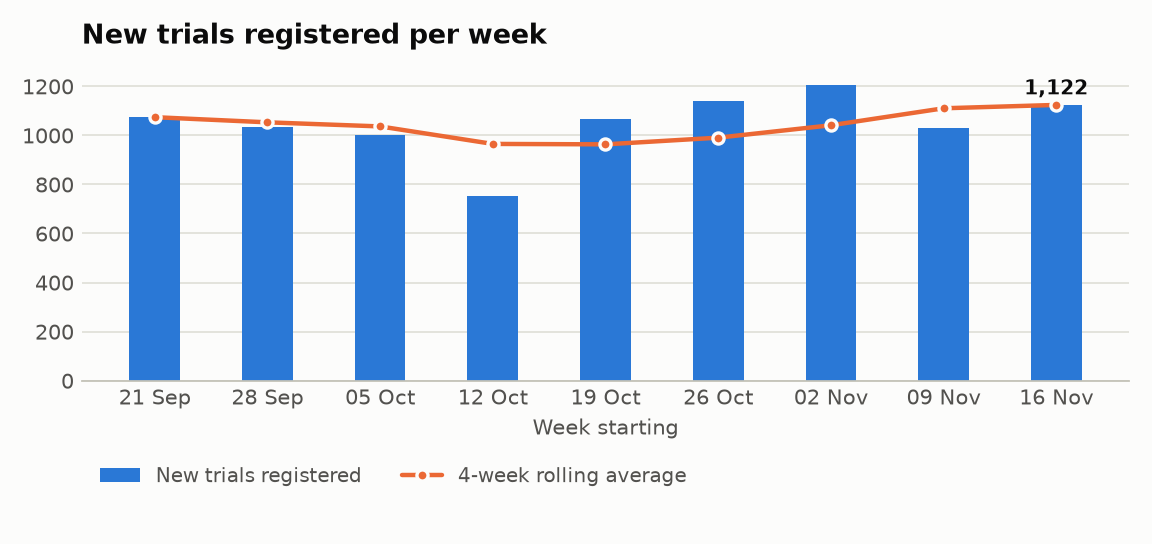 New trials registered per week
1,122
1200
1000
800
600
400
200
0
21 Sep 28 Sep 05 Oct 12 Oct 19 Oct 26 Oct 02 Nov 09 Nov 16 Nov
Week starting
New trials registered 4-week rolling average